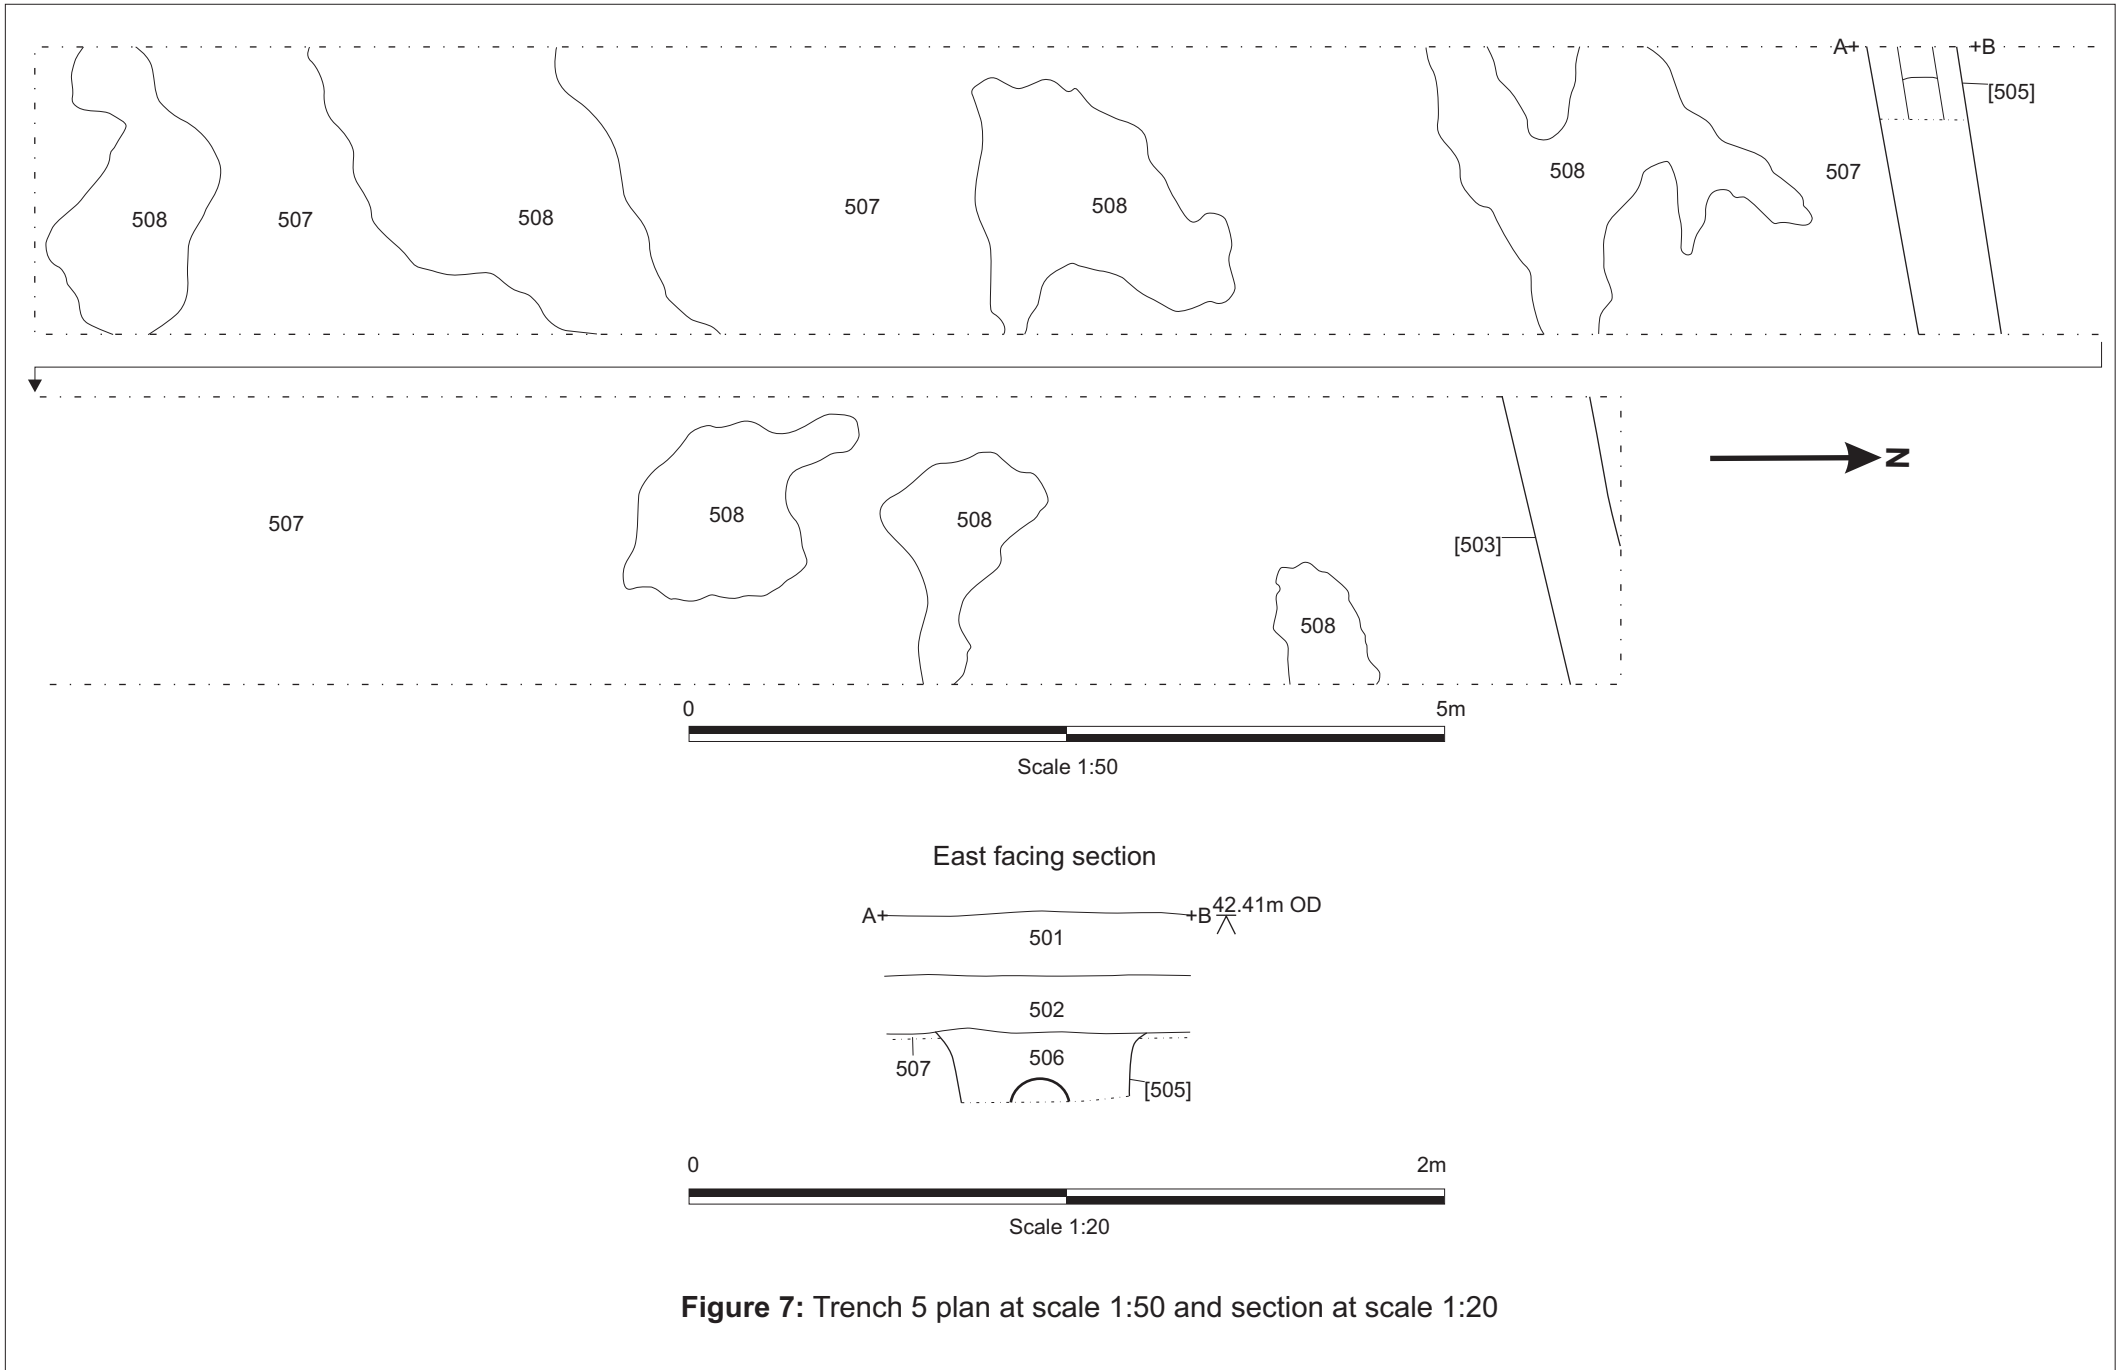 A+ +B
[505]
508 507 508 507 508 508 507
N
507 508 508 [503] 508
0 5m
Scale 1:50
East facing section
A+ +B 42.41m OD
501
502
507 506 [505]
0 2m
Scale 1:20
Figure 7: Trench 5 plan at scale 1:50 and section at scale 1:20